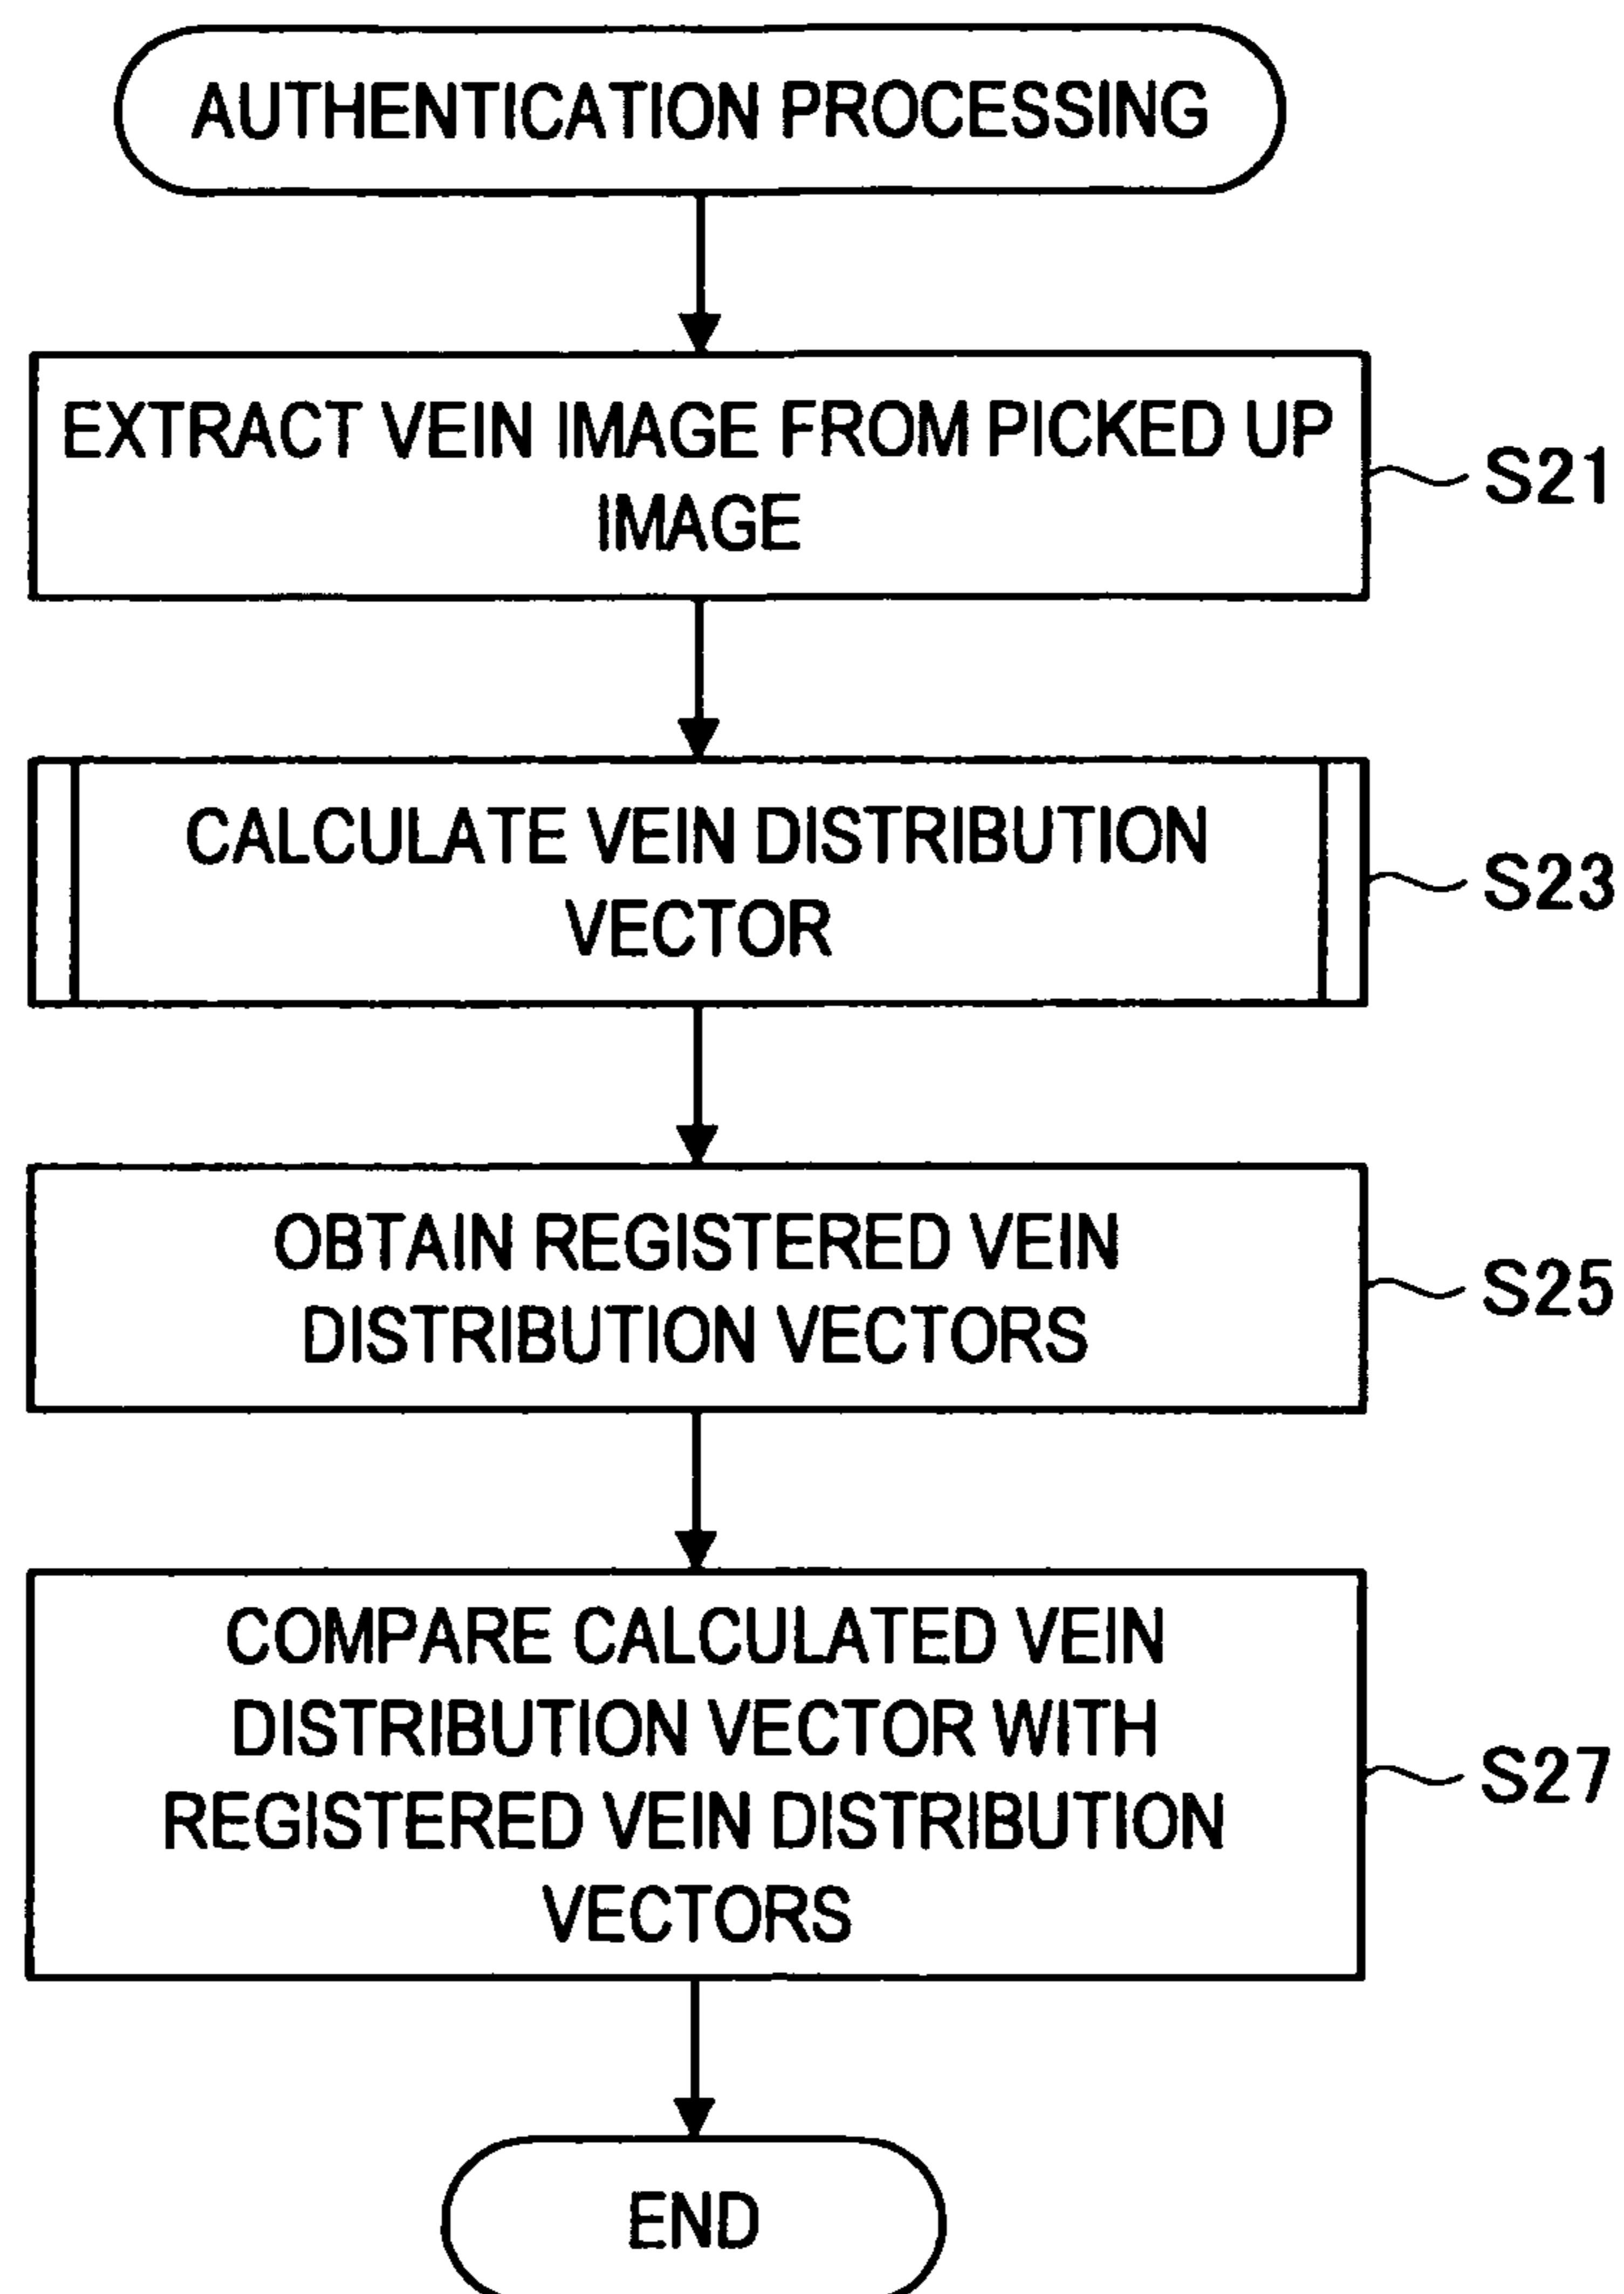 AUTHENTICATION PROCESSING
EXTRACT VEIN IMAGE FROM PICKED UP
IMAGE
S21
CALCULATE VEIN DISTRIBUTION
VECTOR
S23
OBTAIN REGISTERED VEIN
DISTRIBUTION VECTORS
S25
COMPARE CALCULATED VEIN
DISTRIBUTION VECTOR WITH
REGISTERED VEIN DISTRIBUTION
VECTORS
S27
END